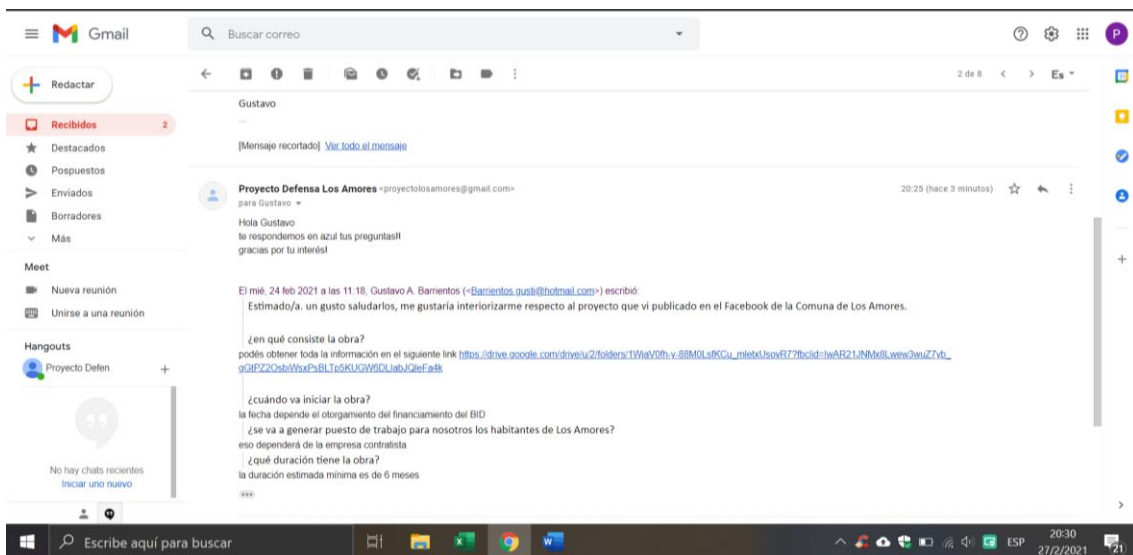 Gmail
Buscar correo
P
Redactar
2 de 8
Es
Gustavo
Recibidos 2
[Mensaje recortado] Ver todo el mensaje
Destacados
Pospuestos
Enviados
Borradores
Más
Proyecto Defensa Los Amores <proyectolosamores@gmail.com>
20:25 (hace 3 minutos)
para Gustavo
Hola Gustavo
te respondemos en azul tus preguntas!!
gracias por tu interés!
Meet
Nueva reunión
Unirse a una reunión
Hangouts
Proyecto Defen
No hay chats recientes
Iniciar uno nuevo
El mié, 24 feb 2021 a las 11:18, Gustavo A. Barrientos (<Barrientos.gusti@hotmail.com>) escribió:
Estimado/a. un gusto saludarlos, me gustaría interiorizarme respecto al proyecto que vi publicado en el Facebook de la Comuna de Los Amores.
¿en qué consiste la obra?
podés obtener toda la información en el siguiente link
¿cuándo va iniciar la obra?
la fecha depende el otorgamiento del financiamiento del BID
¿se va a generar puesto de trabajo para nosotros los habitantes de Los Amores?
eso dependerá de la empresa contratista
¿qué duración tiene la obra?
la duración estimada mínima es de 6 meses
Escribe aquí para buscar
ESP
20:30
27/2/2021
21